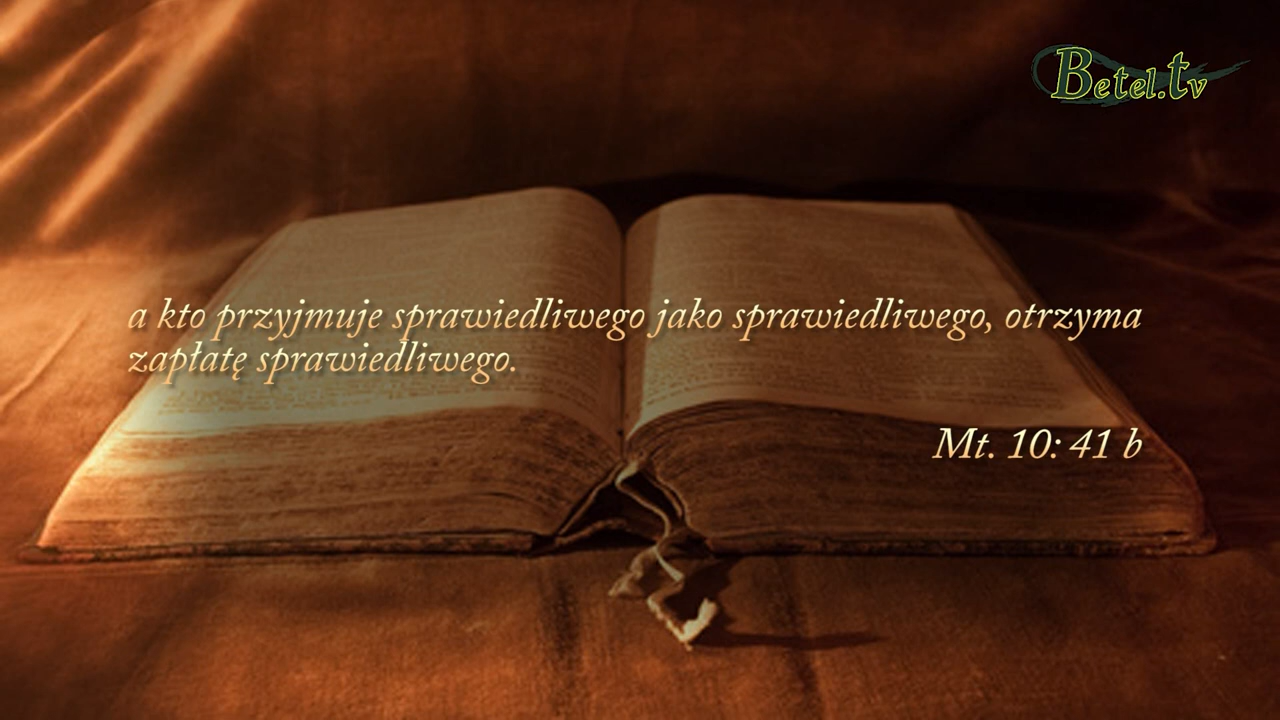 Betel.tv
a kto przyjmuje sprawiedliwego jako sprawiedliwego, otrzyma
zapłatę sprawiedliwego.
Mt. 10: 41 b